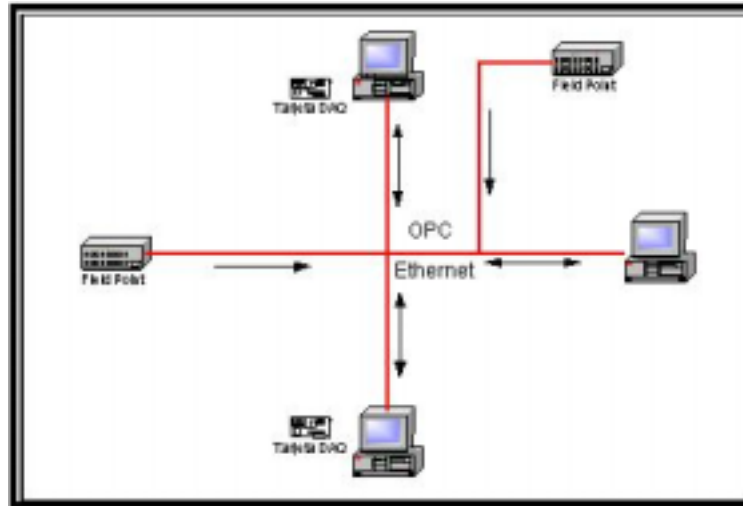 Field Point
Tarjeta DAQ
OPC
Ethernet
Field Point
Tarjeta DAQ